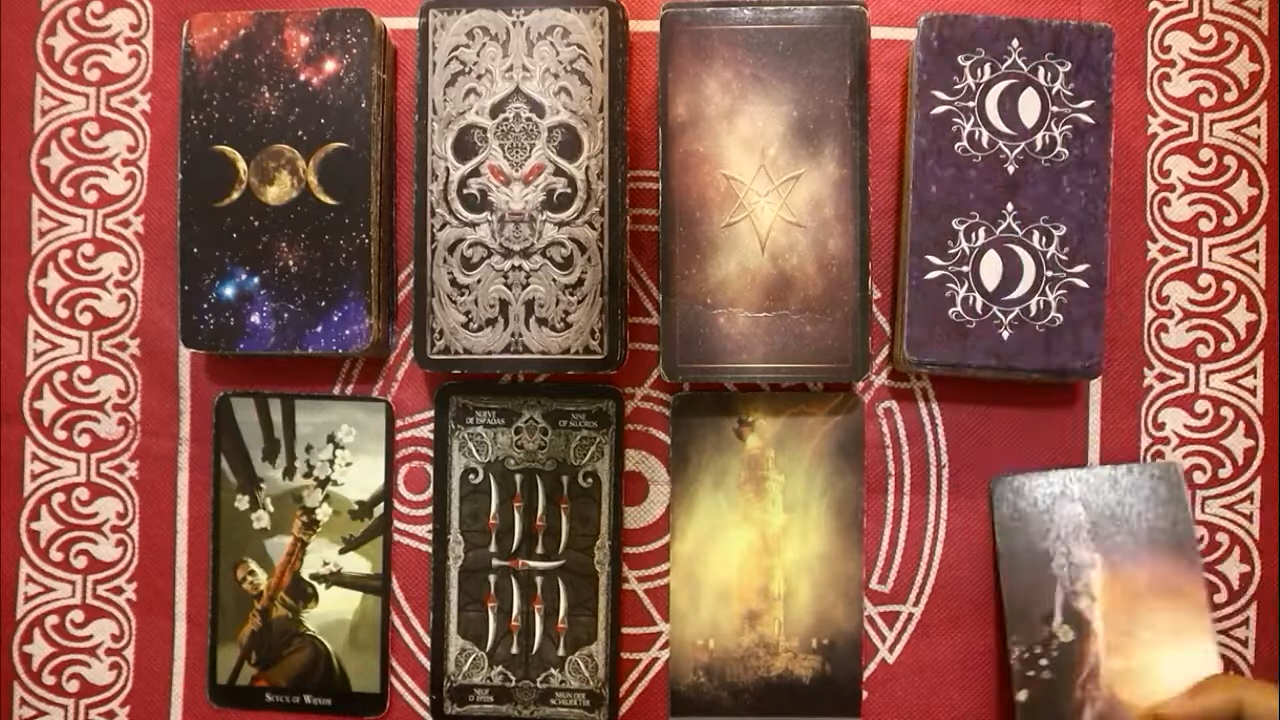 NUEVE
DE ESPADAS
NINE
OF SWORDS
SEVEN OF WANDS
NEUF
D'ÉPÉES
NEUN DER
SCHWERTER